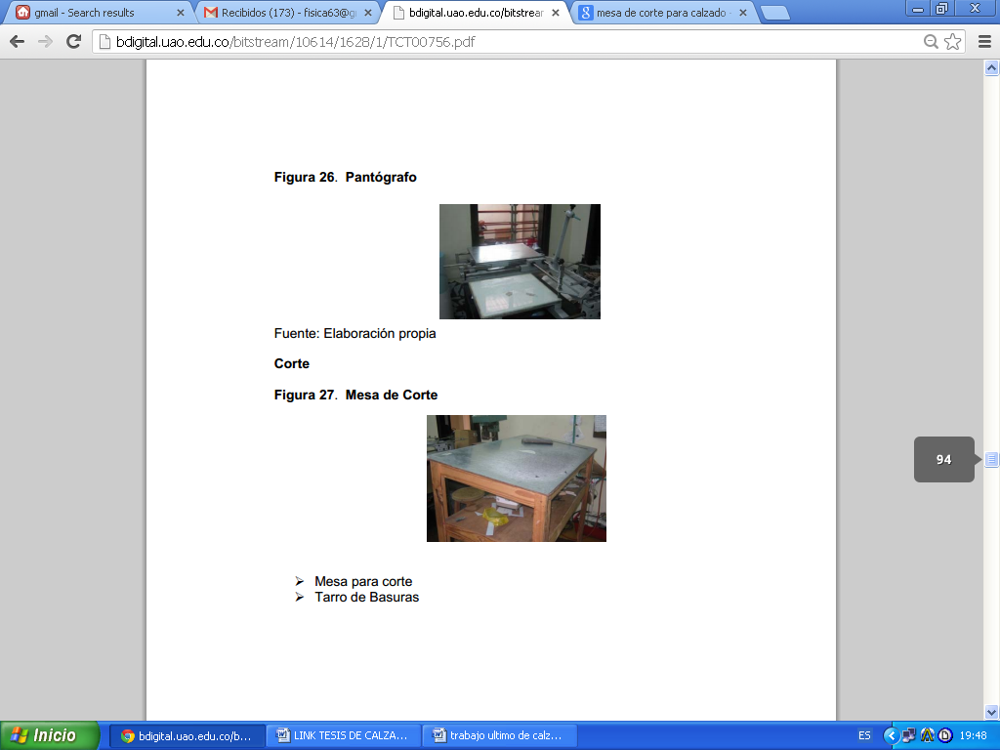 gmail - Search results
Recibidos (173) - fisica63@g
bdigital.uao.edu.co/bitstrear
mesa de corte para calzado -
bdigital.uao.edu.co/bitstream/10614/1628/1/TCT00756.pdf
Figura 26. Pantógrafo
Fuente: Elaboración propia
Corte
Figura 27. Mesa de Corte
94
➢ Mesa para corte
➢ Tarro de Basuras
Inicio
bdigital.uao.edu.co/b...
LINK TESIS DE CALZA...
trabajo ultimo de calz...
ES
19:48